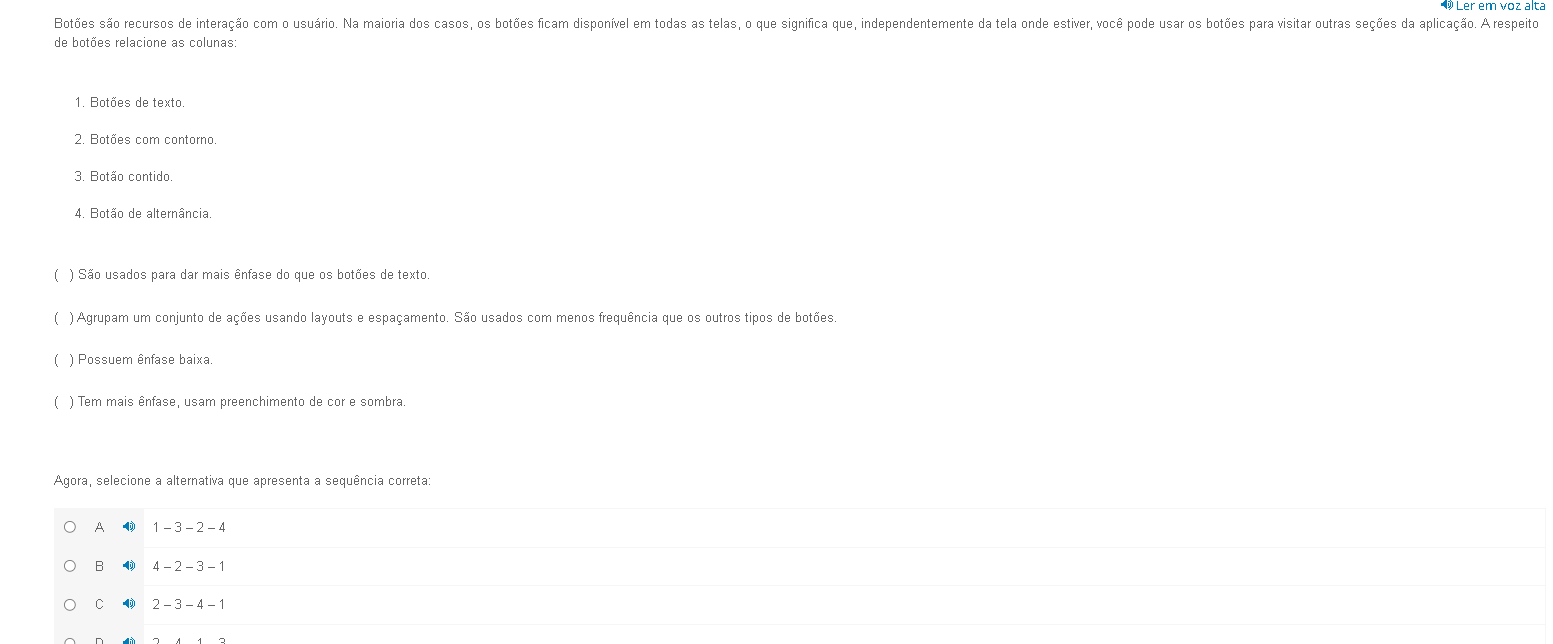 Ler em voz alta
Botões são recursos de interação com o usuário. Na maioria dos casos, os botões ficam disponível em todas as telas, o que significa que, independentemente da tela onde estiver, você pode usar os botões para visitar outras seções da aplicação. A respeito
de botões relacione as colunas:
1. Botões de texto.
2. Botões com contorno.
3. Botão contido.
4. Botão de alternância.
( ) São usados para dar mais ênfase do que os botões de texto.
( ) Agrupam um conjunto de ações usando layouts e espaçamento. São usados com menos frequência que os outros tipos de botões.
( ) Possuem ênfase baixa.
( ) Tem mais ênfase, usam preenchimento de cor e sombra.
Agora, selecione a alternativa que apresenta a sequência correta:
A 1 – 3 – 2 – 4
B 4 – 2 – 3 – 1
C 2 – 3 – 4 – 1
D 2 – 4 – 1 – 3